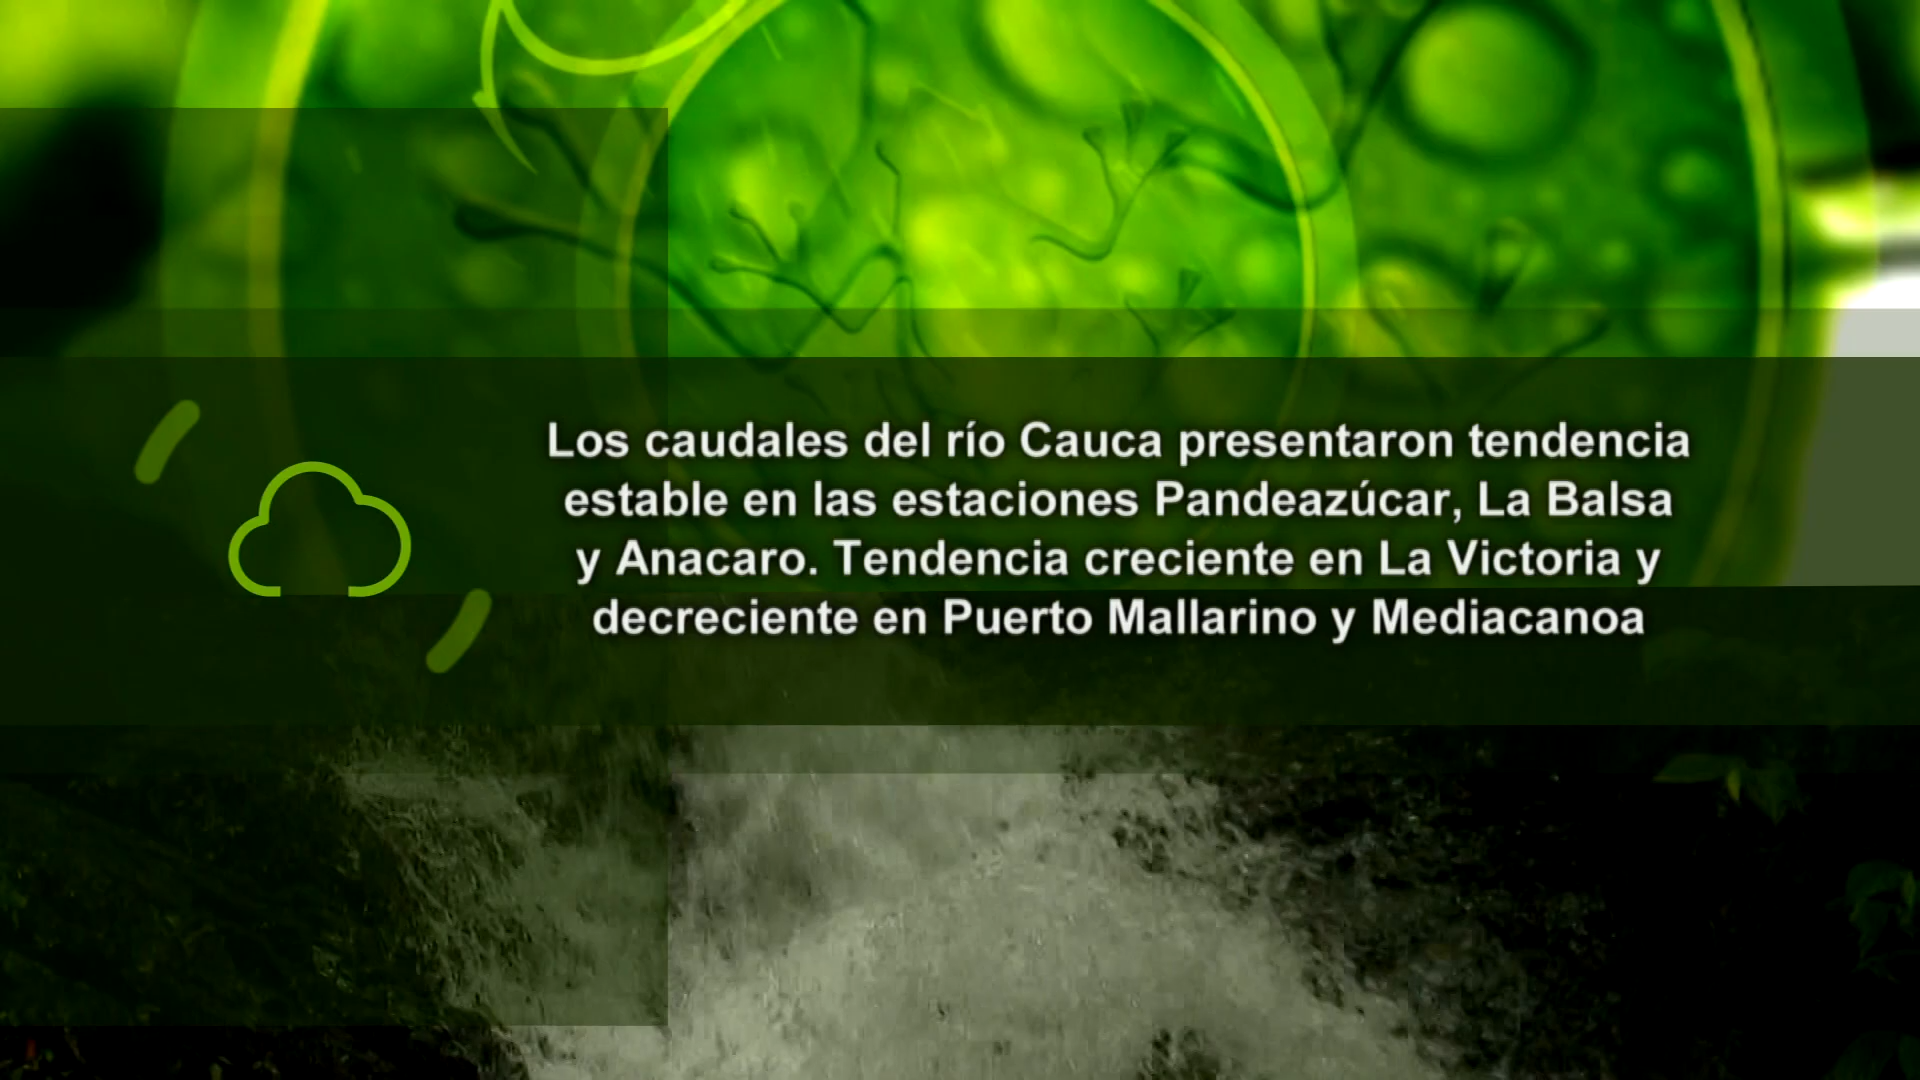 Los caudales del río Cauca presentaron tendencia
estable en las estaciones Pandeazúcar, La Balsa
y Anacaro. Tendencia creciente en La Victoria y
decreciente en Puerto Mallarino y Mediacanoa